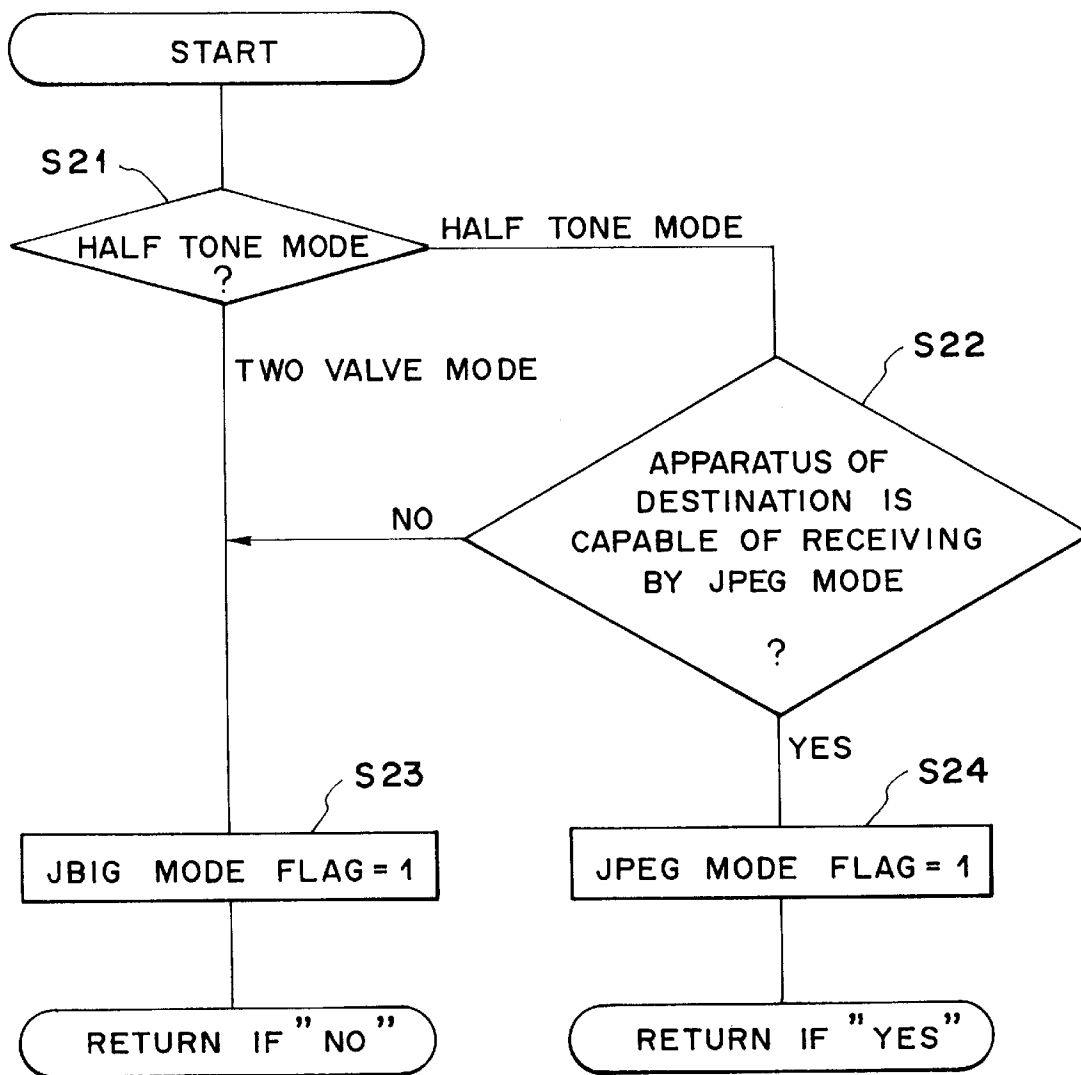 START
S21
HALF TONE MODE
?
HALF TONE MODE
TWO VALVE MODE
S22
APPARATUS OF
DESTINATION IS
CAPABLE OF RECEIVING
BY JPEG MODE
?
NO
YES
S23
JBIG MODE FLAG = 1
S24
JPEG MODE FLAG = 1
RETURN IF "NO"
RETURN IF "YES"